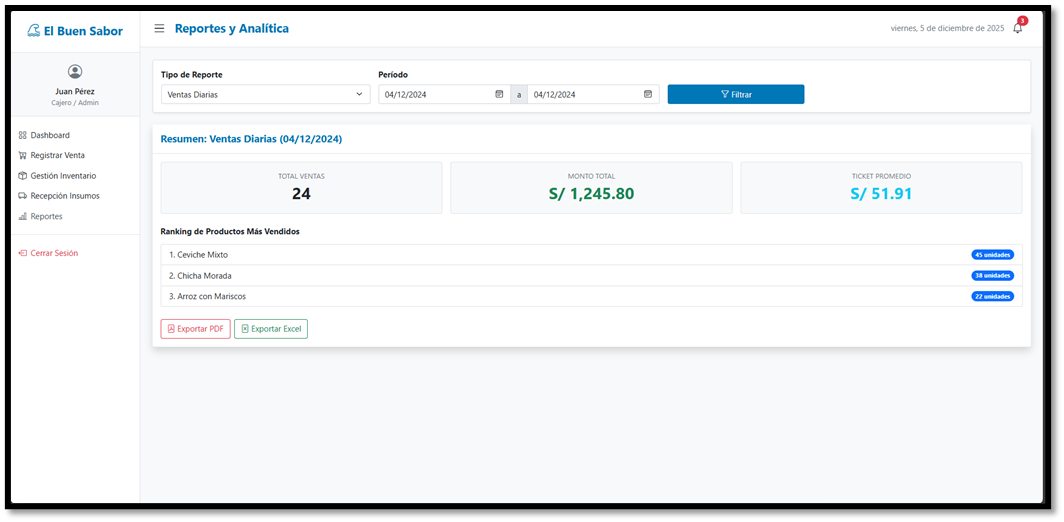 El Buen Sabor
Reportes y Analítica
viernes, 5 de diciembre de 2025
3
Juan Pérez
Cajero / Admin
Dashboard
Registrar Venta
Gestión Inventario
Recepción Insumos
Reportes
Cerrar Sesión
Tipo de Reporte
Período
Ventas Diarias
04/12/2024 a 04/12/2024
Filtrar
Resumen: Ventas Diarias (04/12/2024)
TOTAL VENTAS
24
MONTO TOTAL
S/ 1,245.80
TICKET PROMEDIO
S/ 51.91
Ranking de Productos Más Vendidos
1. Ceviche Mixto 45 unidades
2. Chicha Morada 38 unidades
3. Arroz con Mariscos 22 unidades
Exportar PDF
Exportar Excel